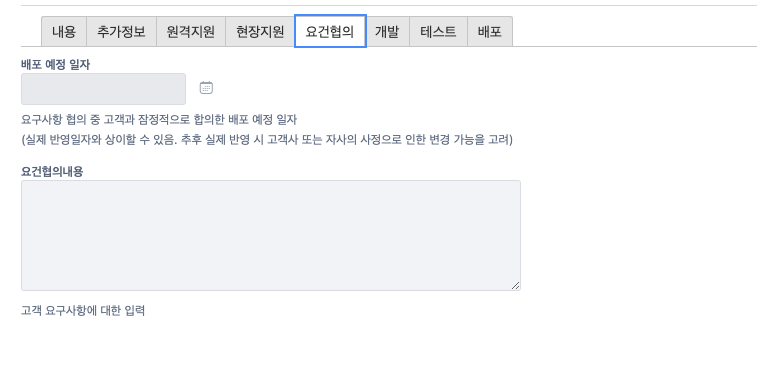 내용 추가정보 원격지원 현장지원 요건협의 개발 테스트 배포
배포 예정 일자
요구사항 협의 중 고객과 잠정적으로 합의한 배포 예정 일자
(실제 반영일자와 상이할 수 있음. 추후 실제 반영 시 고객사 또는 자사의 사정으로 인한 변경 가능을 고려)
요건협의내용
고객 요구사항에 대한 입력